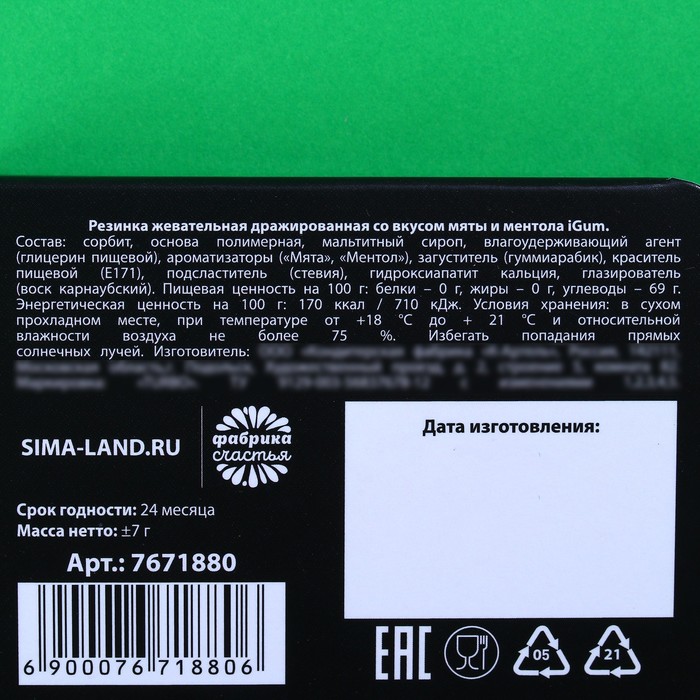 Резинка жевательная дражированная со вкусом мяты и ментола iGum.
Состав: сорбит, основа полимерная, мальтитный сироп, влагоудерживающий агент
(глицерин пищевой), ароматизаторы («Мята», «Ментол»), загуститель (гуммиарабик), краситель
пищевой (Е171), подсластитель (стевия), гидроксиапатит кальция, глазирователь
(воск карнаубский). Пищевая ценность на 100 г: белки – 0 г, жиры – 0 г, углеводы – 69 г.
Энергетическая ценность на 100 г: 170 ккал / 710 кДж. Условия хранения: в сухом
прохладном месте, при температуре от +18 °С до + 21 °С и относительной
влажности воздуха не более 75 %. Избегать попадания прямых
солнечных лучей. Изготовитель:
SIMA-LAND.RU
фабрика
счастья
Дата изготовления:
Срок годности: 24 месяца
Масса нетто: ±7 г
Арт.: 7671880
6 900076 718806
EAC
05
21